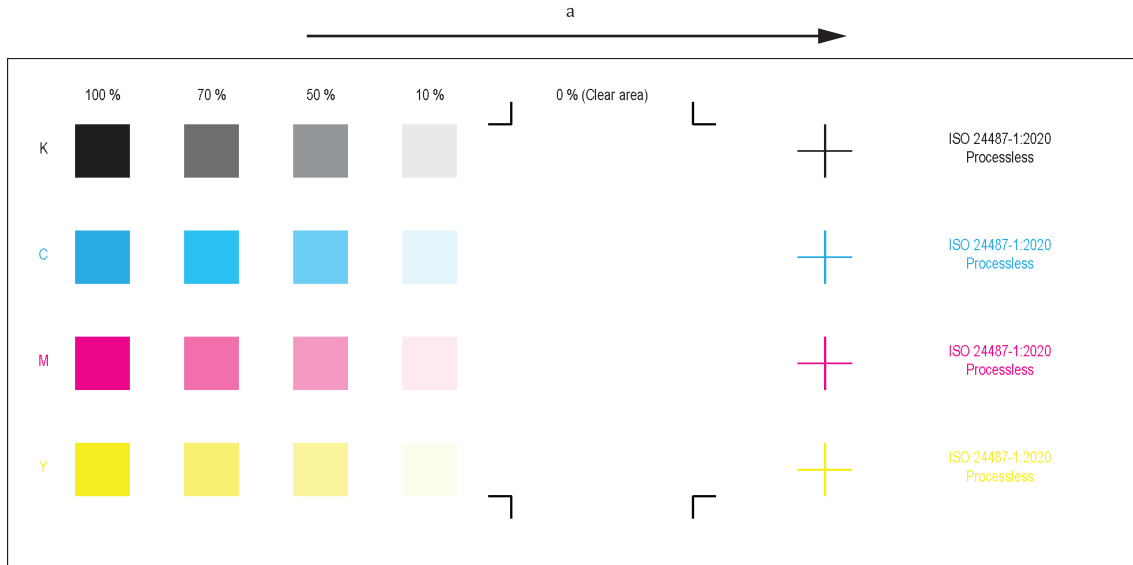 a
100 % 70 % 50 % 10 % 0 % (Clear area)
K
ISO 24487-1:2020
Processless
C
ISO 24487-1:2020
Processless
M
ISO 24487-1:2020
Processless
Y
ISO 24487-1:2020
Processless